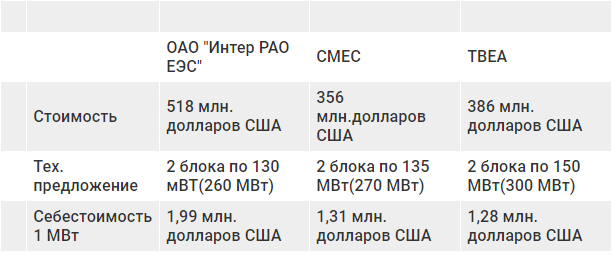 ОАО "Интер РАО
ЕЭС"
CMEC
TBEA
Стоимость
518 млн.
долларов США
356
млн.долларов
США
386 млн.
долларов США
Тех.
предложение
2 блока по 130
мВТ(260 МВт)
2 блока по 135
МВт(270 МВт)
2 блока по 150
МВт(300 МВт)
Себестоимость
1 МВт
1,99 млн.
долларов США
1,31 млн.
долларов США
1,28 млн.
долларов США